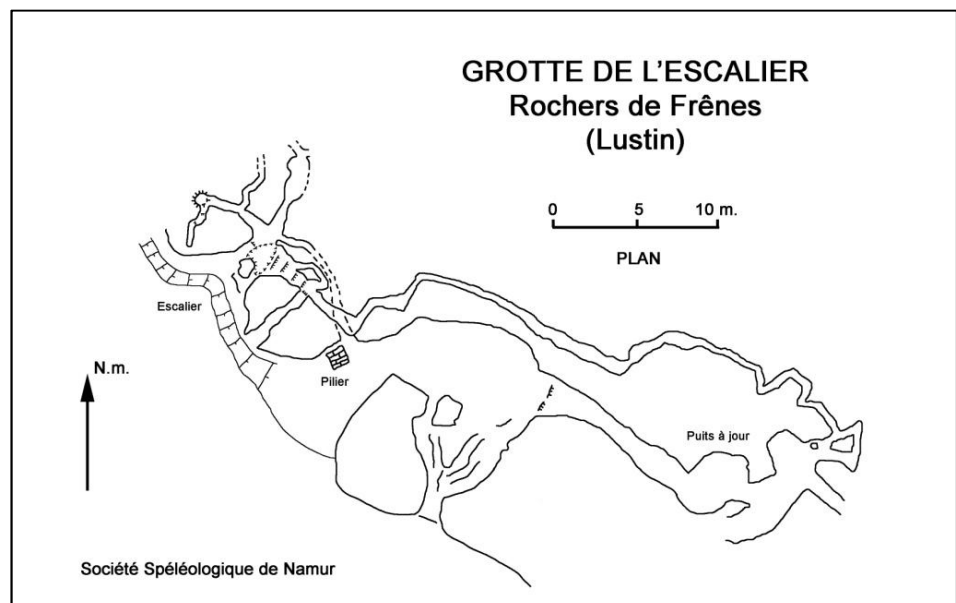 GROTTE DE L'ESCALIER
Rochers de Frênes
(Lustin)
0 5 10 m.
PLAN
Escalier
N.m.
Pilier
Puits à jour
Société Spéléologique de Namur